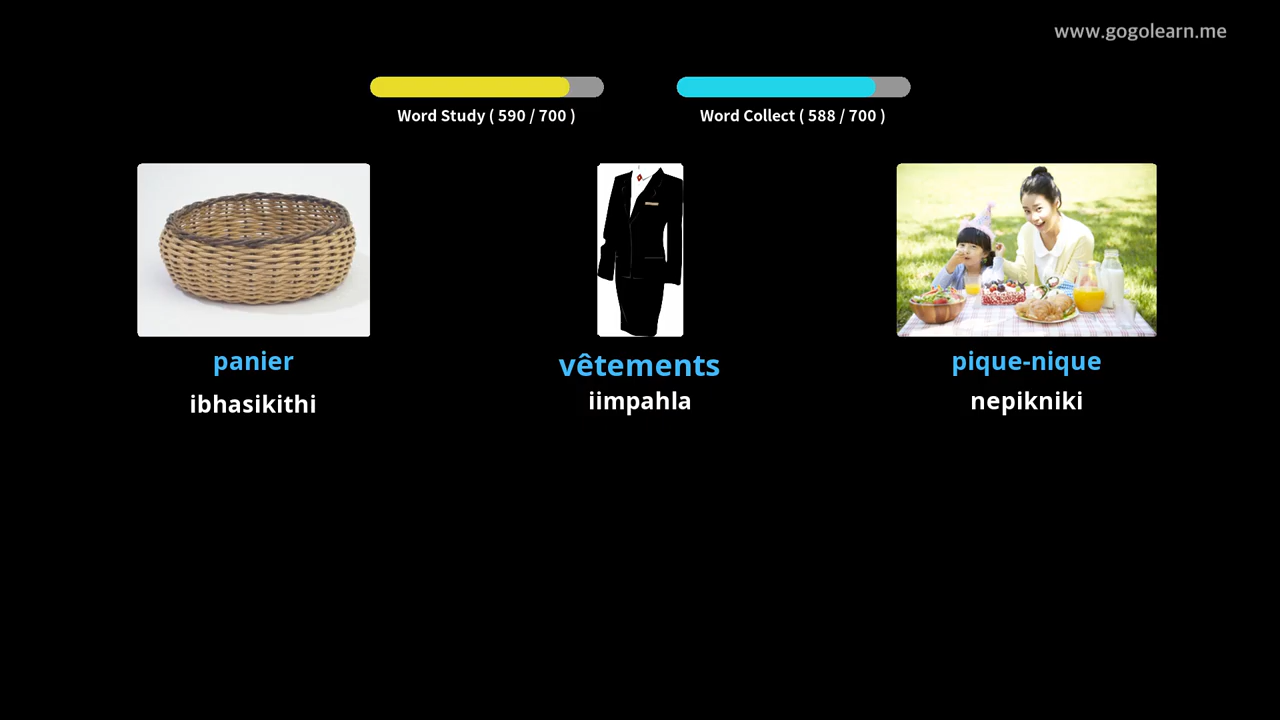 www.gogolearn.me
Word Study ( 590 / 700 )
Word Collect ( 588 / 700 )
panier
vêtements
pique-nique
ibhasikithi
iimpahla
nepikniki